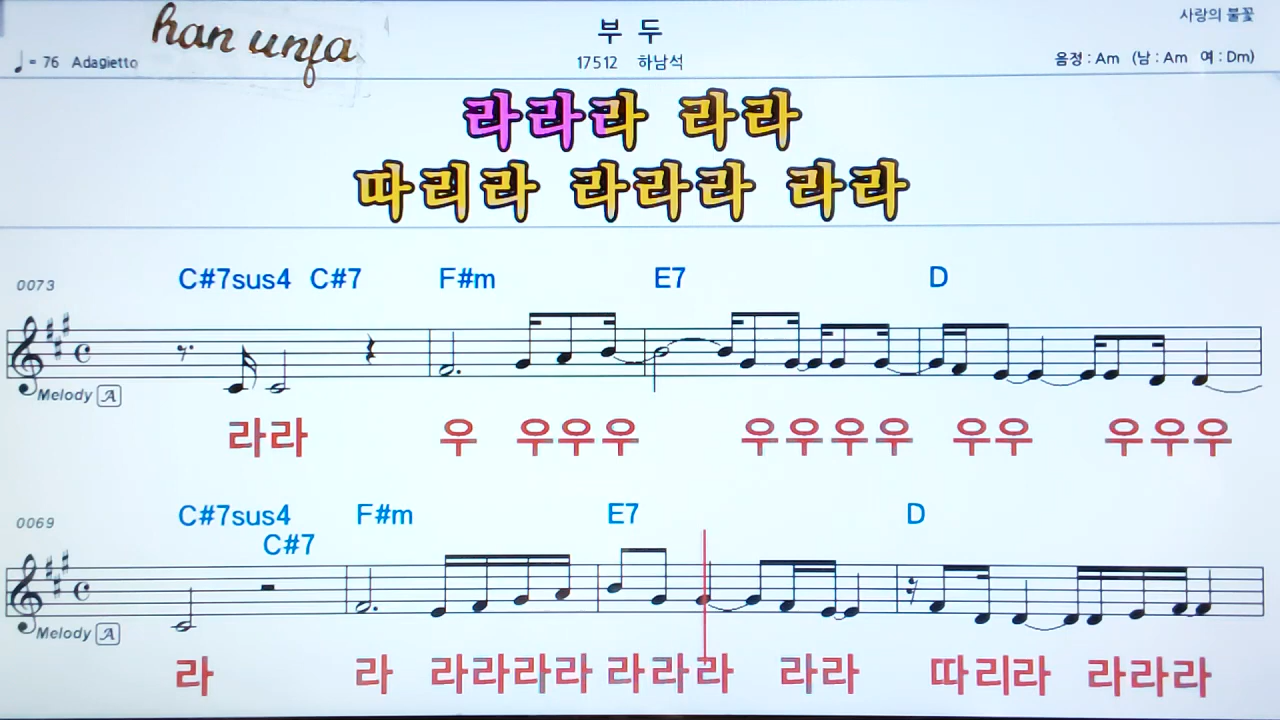 사랑의 불꽃
han unja
부 두
♩= 76 Adagietto
17512 하남석
음정 : Am (남 : Am 여 : Dm)
라라라 라라
따리라 라라라 라라
0073
C#7sus4 C#7 F#m E7 D
Melody A
라라 우 우우우 우우우우 우우 우우우
0069
C#7sus4 F#m E7 D
C#7
Melody A
라 라 라라라라 라라라 라라 따리라 라라라